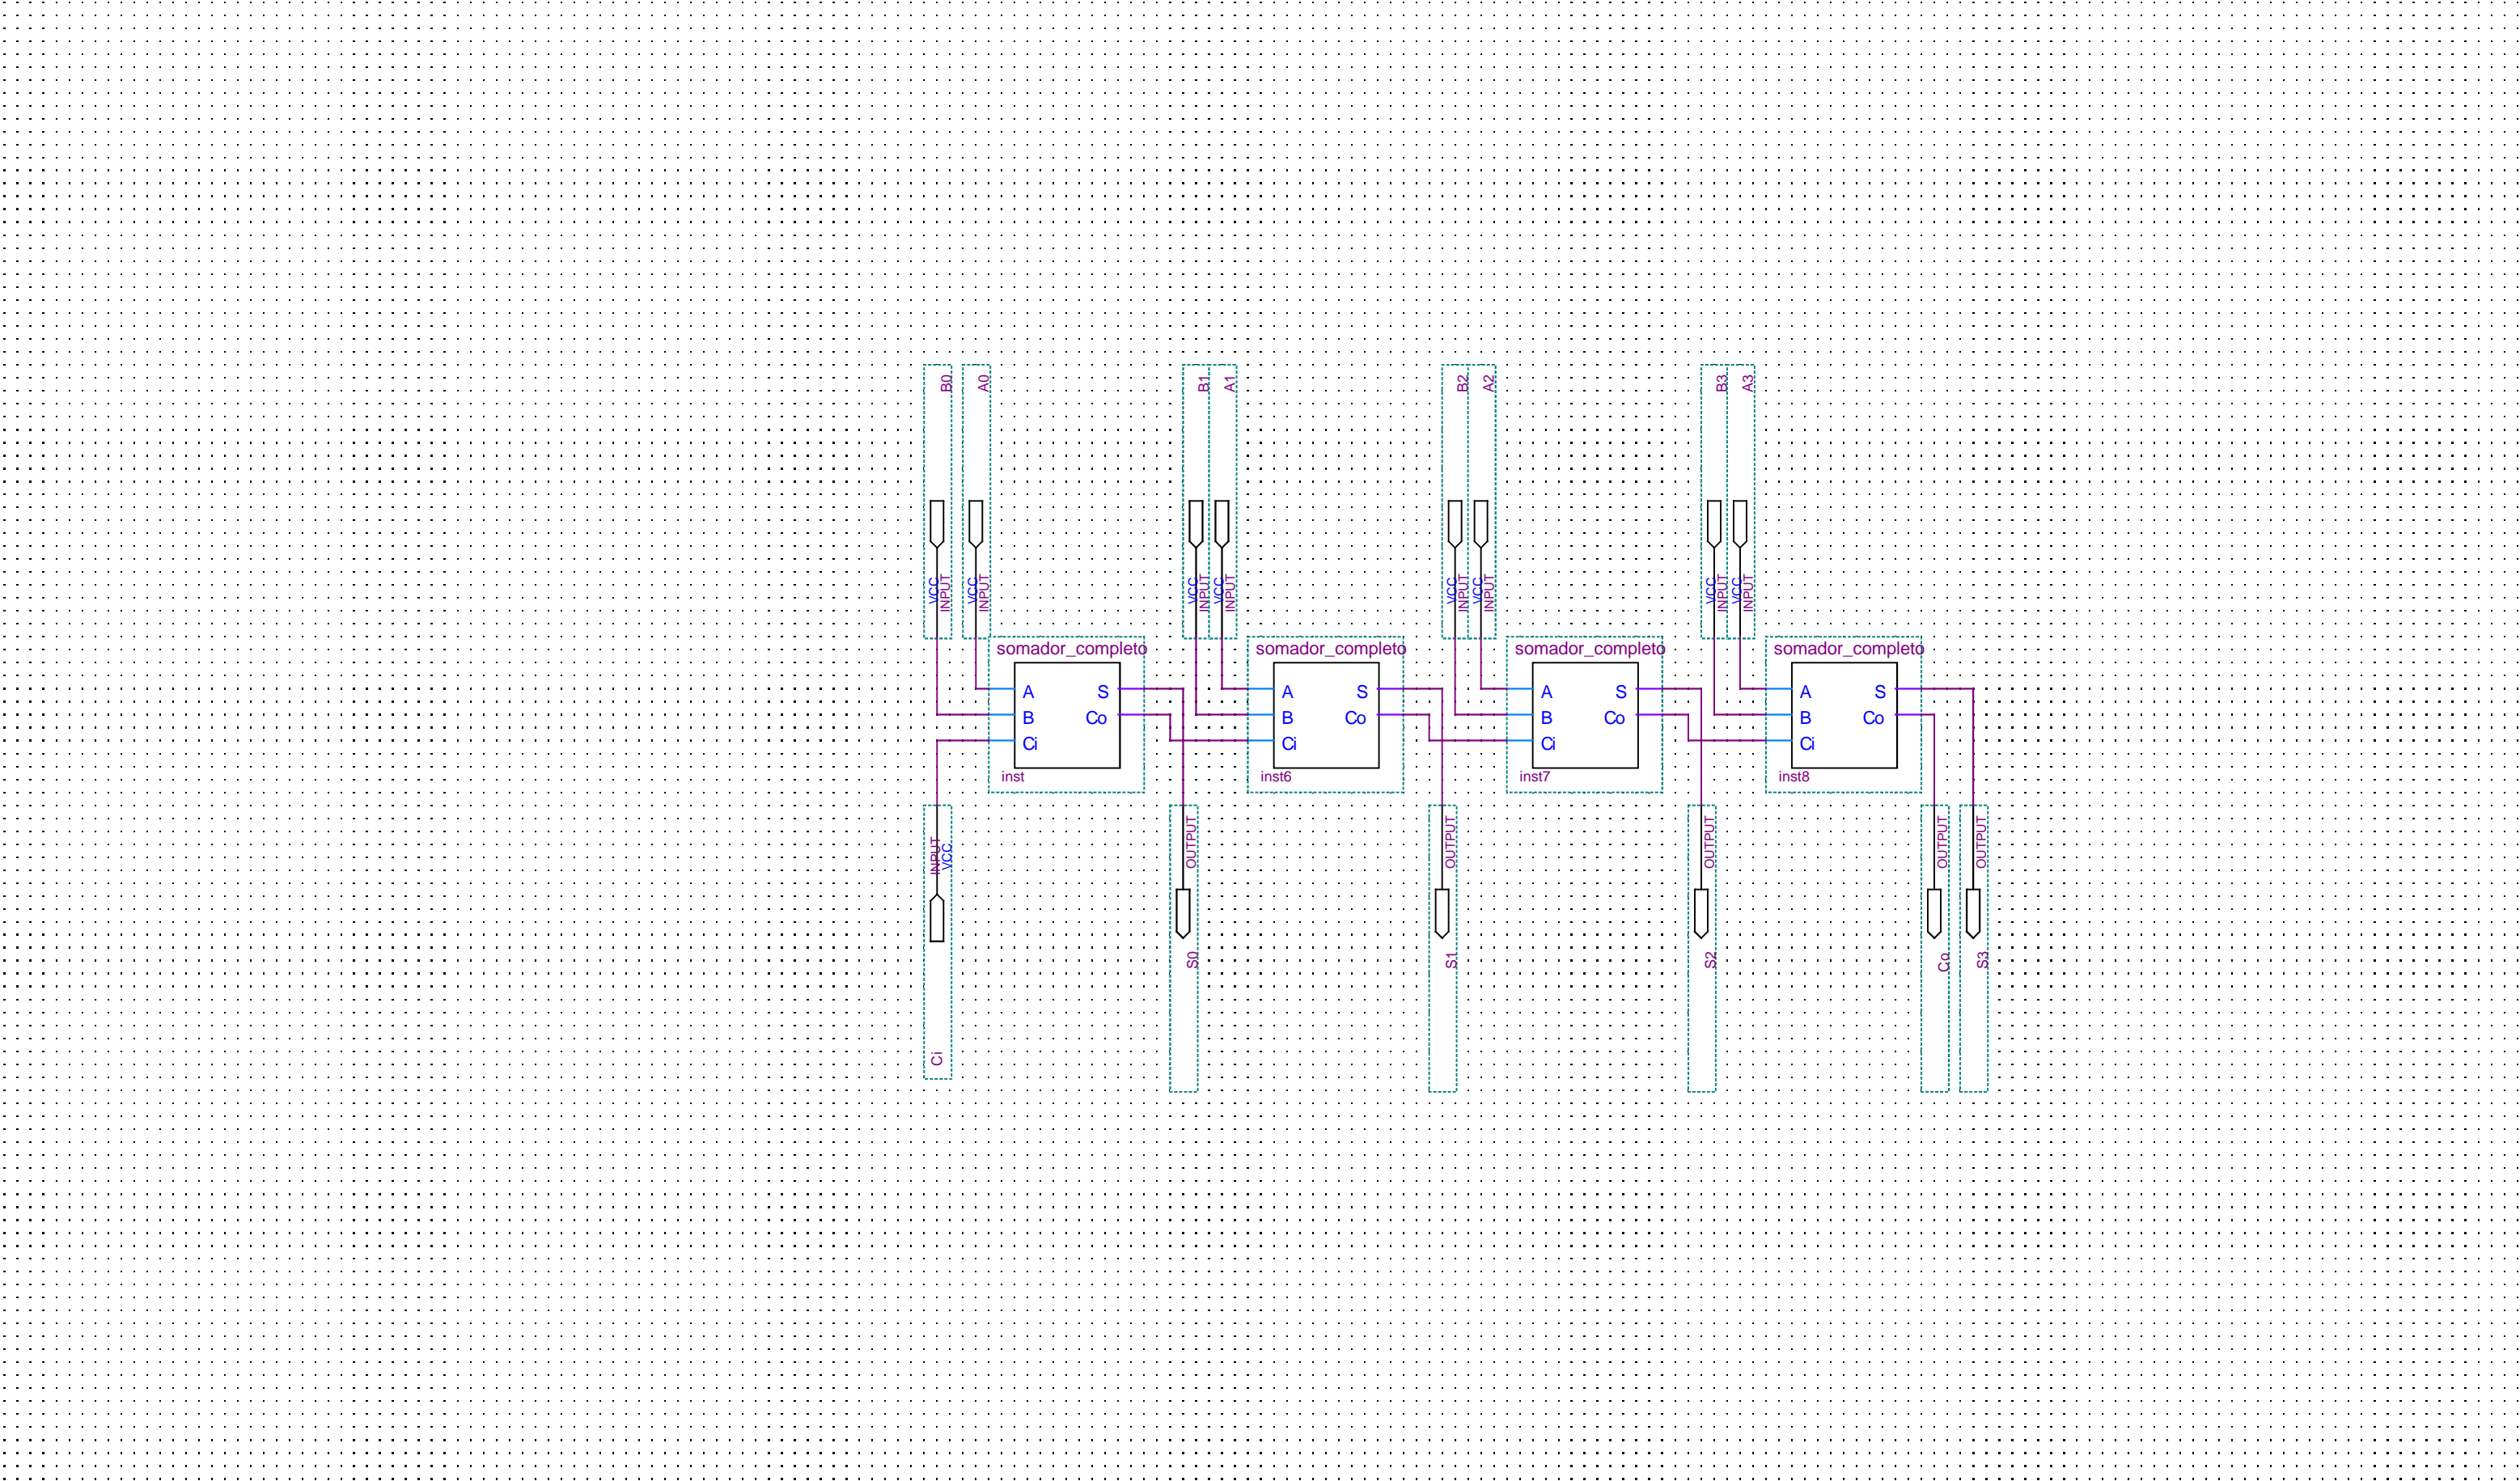 B0
A0
B1
A1
B2
A2
B3
A3
VCC
INPUT
VCC
INPUT
VCC
INPUT
VCC
INPUT
VCC
INPUT
VCC
INPUT
VCC
INPUT
VCC
INPUT
somador_completo
A
S
B
Co
Ci
inst
somador_completo
A
S
B
Co
Ci
inst6
somador_completo
A
S
B
Co
Ci
inst7
somador_completo
A
S
B
Co
Ci
inst8
INPUT
VCC
Ci
OUTPUT
S0
OUTPUT
S1
OUTPUT
S2
OUTPUT
Co
OUTPUT
S3